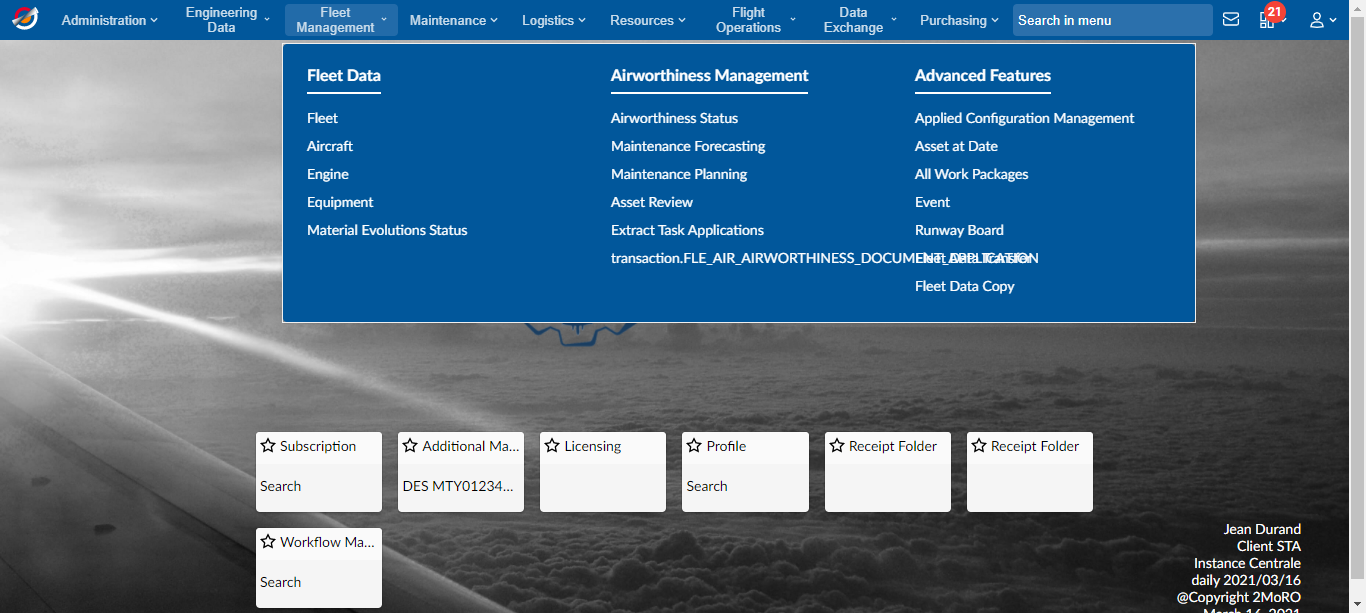 Administration
Engineering
Data
Fleet
Management
Maintenance
Logistics
Resources
Flight
Operations
Data
Exchange
Purchasing
Search in menu
21
Fleet Data
Fleet
Aircraft
Engine
Equipment
Material Evolutions Status
Airworthiness Management
Airworthiness Status
Maintenance Forecasting
Maintenance Planning
Asset Review
Extract Task Applications
transaction.FLE_AIR_AIRWORTHINESS_DOCUMENT_APPLICATION
Advanced Features
Applied Configuration Management
Asset at Date
All Work Packages
Event
Runway Board
Fleet Data Transfer
Fleet Data Copy
Subscription
Search
Additional Ma...
DES MTY01234...
Licensing
Profile
Search
Receipt Folder
Receipt Folder
Workflow Ma...
Search
Jean Durand
Client STA
Instance Centrale
daily 2021/03/16
@Copyright 2MoRO
March 16, 2021